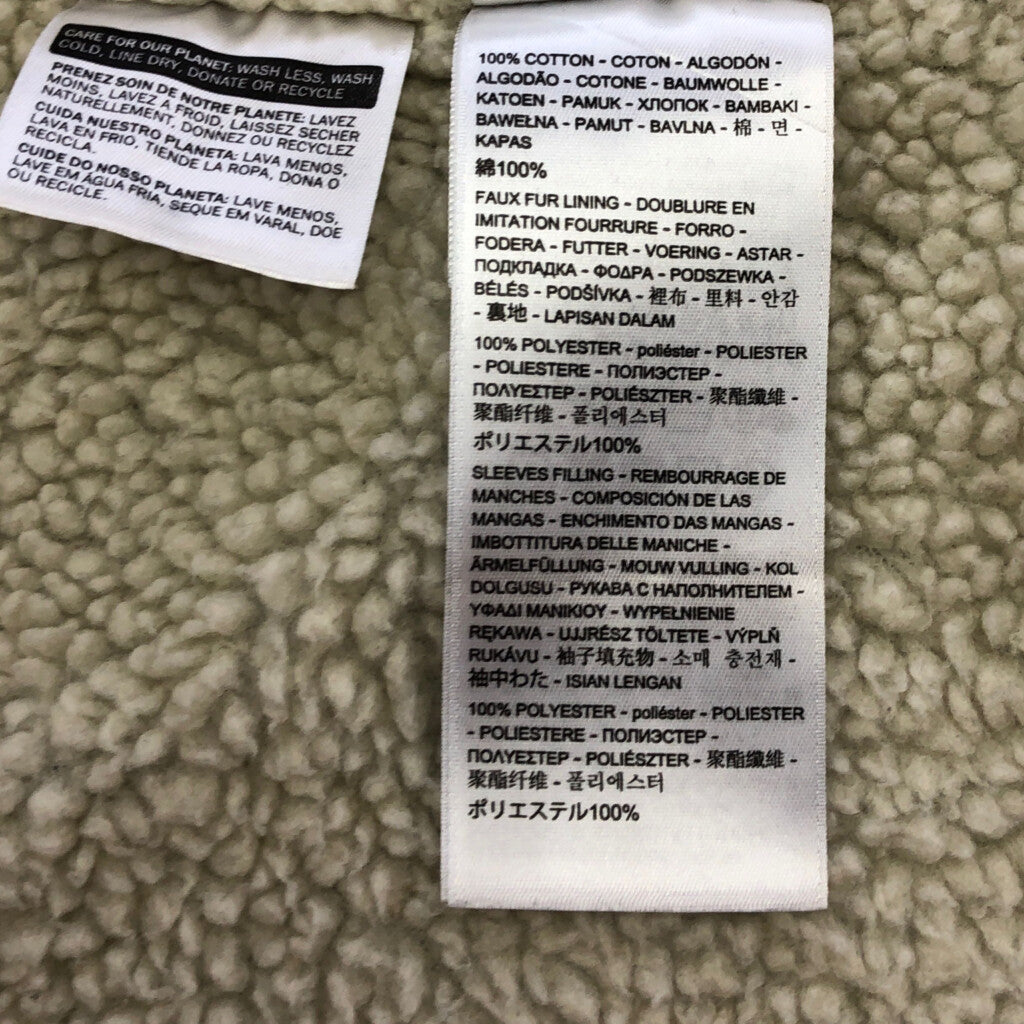 CARE FOR OUR PLANET: WASH LESS, WASH
COLD, LINE DRY, DONATE OR RECYCLE
PRENEZ SOIN DE NOTRE PLANETE: LAVEZ
MOINS, LAVEZ A FROID, LAISSEZ SECHER
NATURELLEMENT, DONNEZ OU RECYCLEZ
CUIDA NUESTRO PLANETA: LAVA MENOS,
LAVA EN FRIO, TIENDE LA ROPA, DONA O
RECICLA.
CUIDE DO NOSSO PLANETA: LAVE MENOS,
LAVE EM ÁGUA FRIA, SEQUE EM VARAL, DOE
OU RECICLE.
100% COTTON - COTON - ALGODÓN -
ALGODÃO - COTONE - BAUMWOLLE -
KATOEN - PAMUK - ХЛОПОК - BAMBAKI -
BAWEŁNA - PAMUT - BAVLNA - 棉 - 면 -
KAPAS
綿100%
FAUX FUR LINING - DOUBLURE EN
IMITATION FOURRURE - FORRO -
FODERA - FUTTER - VOERING - ASTAR -
ПОДКЛАДКА - ΦΟΔΡΑ - PODSZEWKA -
BÉLÉS - PODŠÍVKA - 裡布 - 里料 - 안감
- 裏地 - LAPISAN DALAM
100% POLYESTER - poliéster - POLIESTER
- POLIESTERE - ПОЛИЭСТЕР -
ΠΟΛΥΕΣΤΕΡ - POLIÉSZTER - 聚酯纖維 -
聚酯纤维 - 폴리에스터
ポリエステル100%
SLEEVES FILLING - REMBOURRAGE DE
MANCHES - COMPOSICIÓN DE LAS
MANGAS - ENCHIMENTO DAS MANGAS -
IMBOTTITURA DELLE MANICHE -
ÄRMELFÜLLUNG - MOUW VULLING - KOL
DOLGUSU - РУКАВА С НАПОЛНИТЕЛЕМ -
ΥΦΑΔΙ ΜΑΝΙΚΙΟΥ - WYPEŁNIENIE
RĘKAWA - UJJRÉSZ TÖLTETE - VÝPLŇ
RUKÁVU - 袖子填充物 - 소매 충전재 -
袖中わた - ISIAN LENGAN
100% POLYESTER - poliéster - POLIESTER
- POLIESTERE - ПОЛИЭСТЕР -
ΠΟΛΥΕΣΤΕΡ - POLIÉSZTER - 聚酯纖維 -
聚酯纤维 - 폴리에스터
ポリエステル100%